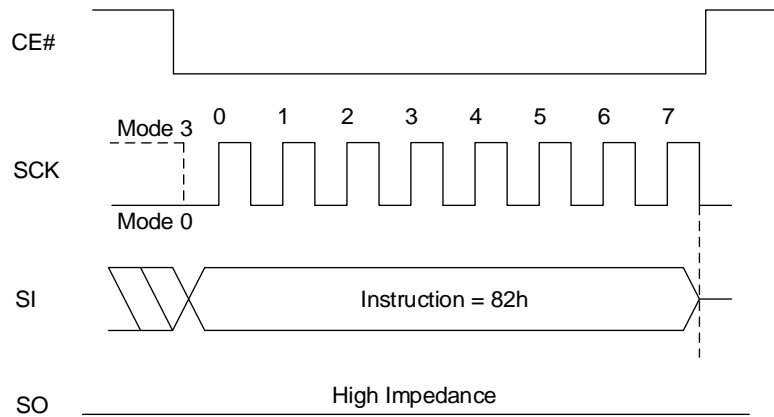 CE#
Mode 3
0 1 2 3 4 5 6 7
SCK
Mode 0
SI
Instruction = 82h
SO
High Impedance